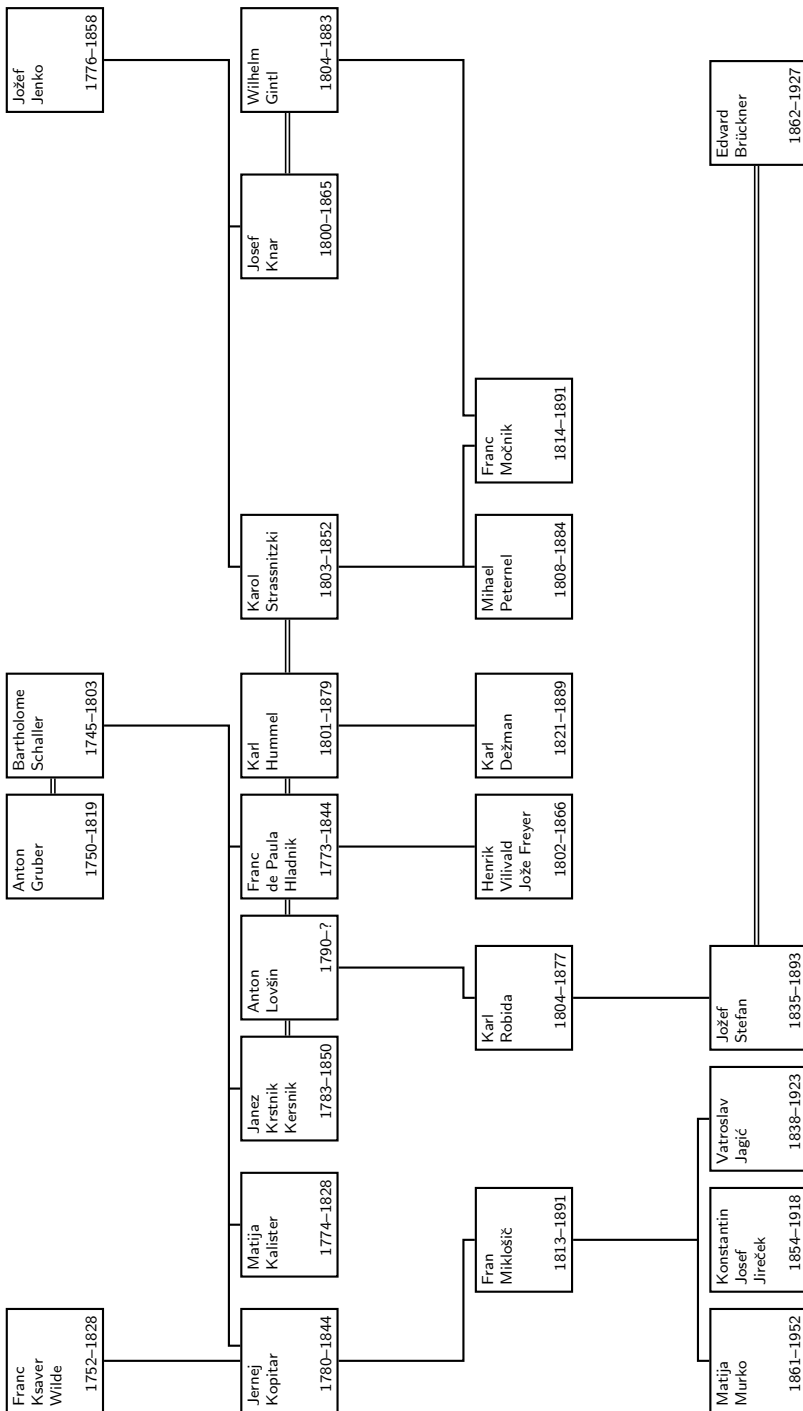 Franc
Ksaver
Wilde
1752–1828
Anton
Gruber
1750–1819
Bartholome
Schaller
1745–1803
Jožef
Jenko
1776–1858
Jernej
Kopitar
1780–1844
Matija
Kalister
1774–1828
Janez
Krstnik
Kersnik
1783–1850
Anton
Lovšin
1790–?
Franc
de Paula
Hladnik
1773–1844
Karl
Hummel
1801–1879
Karol
Strassnitzki
1803–1852
Josef
Knar
1800–1865
Wilhelm
Gintl
1804–1883
Fran
Miklošič
1813–1891
Karl
Robida
1804–1877
Henrik
Vilivald
Jože Freyer
1802–1866
Karl
Dežman
1821–1889
Mihael
Peternel
1808–1884
Franc
Močnik
1814–1891
Matija
Murko
1861–1952
Konstantin
Josef
Jireček
1854–1918
Vatroslav
Jagić
1838–1923
Jožef
Stefan
1835–1893
Edvard
Brückner
1862–1927